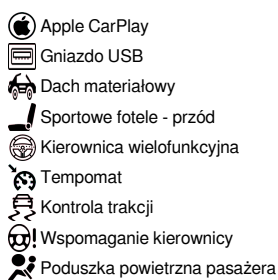 Apple CarPlay
Gniazdo USB
Dach materiałowy
Sportowe fotele - przód
Kierownica wielofunkcyjna
Tempomat
Kontrola trakcji
Wspomaganie kierownicy
Poduszka powietrzna pasażera